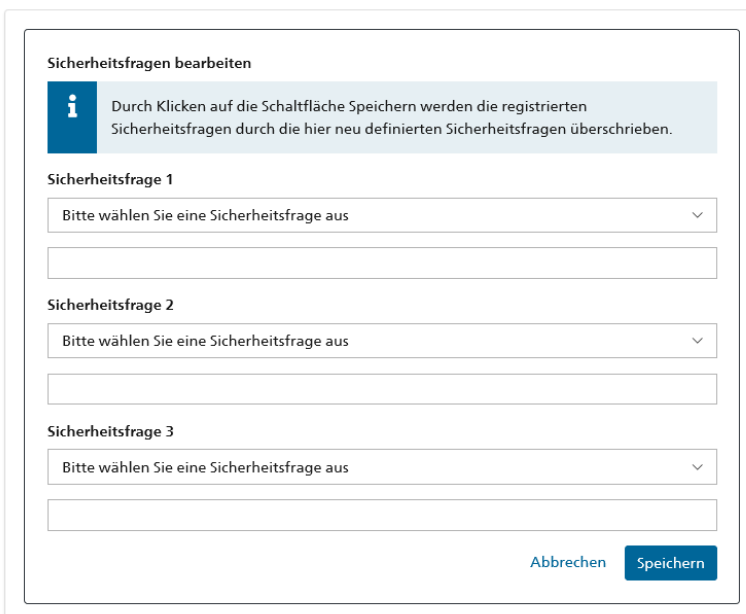 Sicherheitsfragen bearbeiten
Durch Klicken auf die Schaltfläche Speichern werden die registrierten
Sicherheitsfragen durch die hier neu definierten Sicherheitsfragen überschrieben.
Sicherheitsfrage 1
Bitte wählen Sie eine Sicherheitsfrage aus
Sicherheitsfrage 2
Bitte wählen Sie eine Sicherheitsfrage aus
Sicherheitsfrage 3
Bitte wählen Sie eine Sicherheitsfrage aus
Abbrechen Speichern